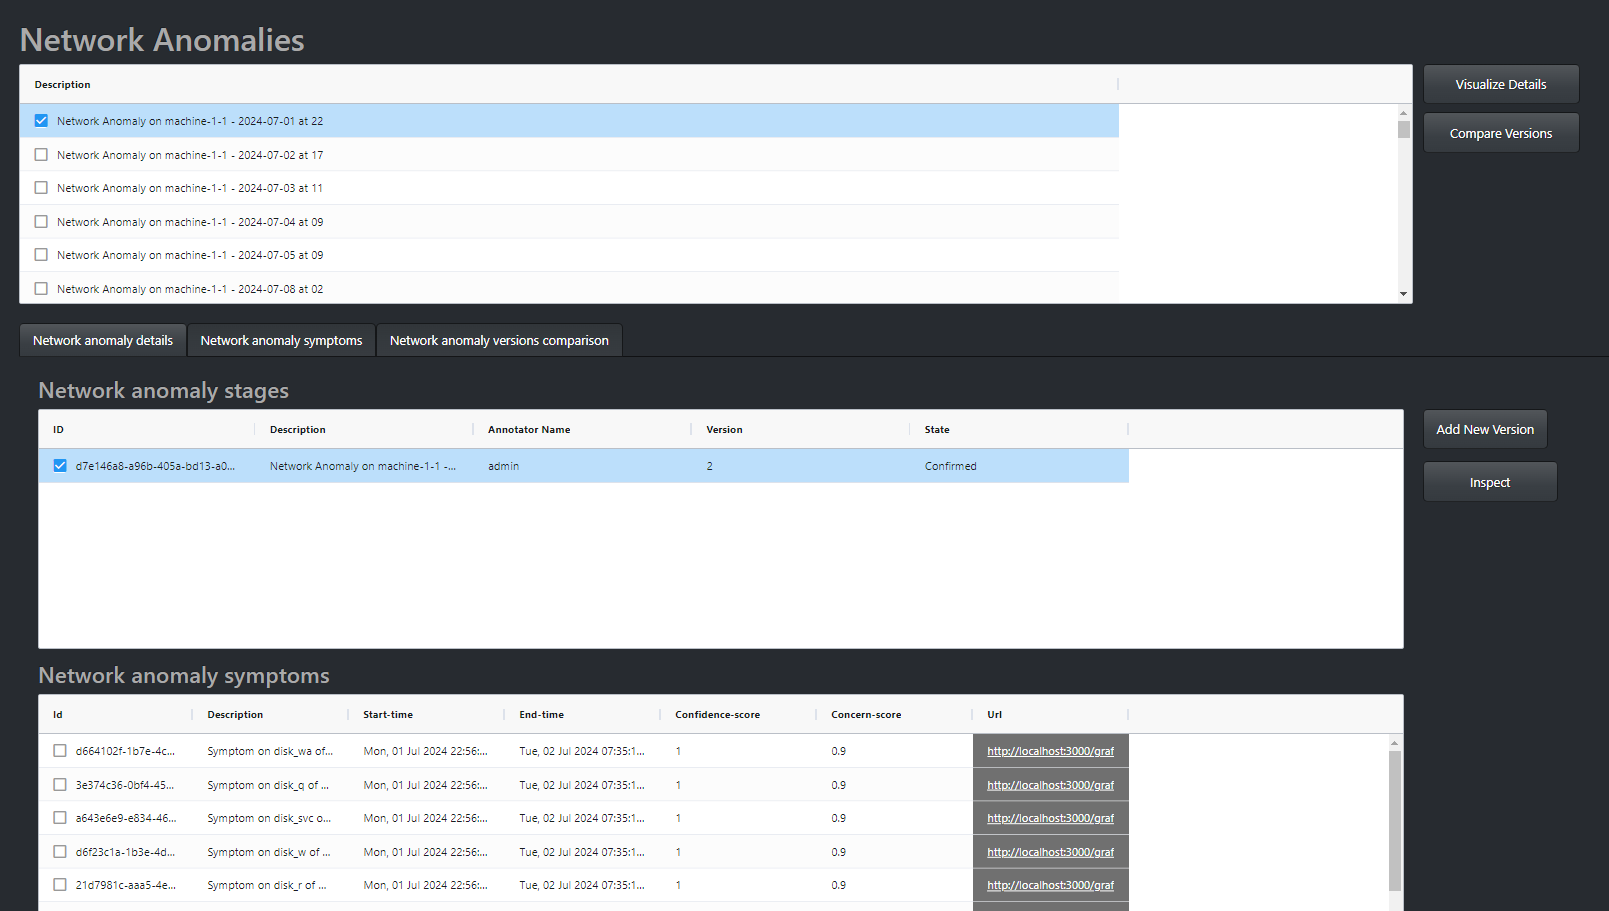 Network Anomalies
Description
Visualize Details
Network Anomaly on machine-1-1 - 2024-07-01 at 22
Compare Versions
Network Anomaly on machine-1-1 - 2024-07-02 at 17
Network Anomaly on machine-1-1 - 2024-07-03 at 11
Network Anomaly on machine-1-1 - 2024-07-04 at 09
Network Anomaly on machine-1-1 - 2024-07-05 at 09
Network Anomaly on machine-1-1 - 2024-07-08 at 02
Network anomaly details Network anomaly symptoms Network anomaly versions comparison
Network anomaly stages
ID Description Annotator Name Version State
Add New Version
d7e146a8-a96b-405a-bd13-a0... Network Anomaly on machine-1-1 -... admin 2 Confirmed
Inspect
Network anomaly symptoms
Id Description Start-time End-time Confidence-score Concern-score Url
d664102f-1b7e-4c... Symptom on disk_wa of... Mon, 01 Jul 2024 22:56:... Tue, 02 Jul 2024 07:35:1... 1 0.9 http://localhost:3000/graf
3e374c36-0bf4-45... Symptom on disk_q of ... Mon, 01 Jul 2024 22:56:... Tue, 02 Jul 2024 07:35:1... 1 0.9 http://localhost:3000/graf
a643e6e9-e834-46... Symptom on disk_svc o... Mon, 01 Jul 2024 22:56:... Tue, 02 Jul 2024 07:35:1... 1 0.9 http://localhost:3000/graf
d6f23c1a-1b3e-4d... Symptom on disk_w of ... Mon, 01 Jul 2024 22:56:... Tue, 02 Jul 2024 07:35:1... 1 0.9 http://localhost:3000/graf
21d7981c-aaa5-4e... Symptom on disk_r of ... Mon, 01 Jul 2024 22:56:... Tue, 02 Jul 2024 07:35:1... 1 0.9 http://localhost:3000/graf